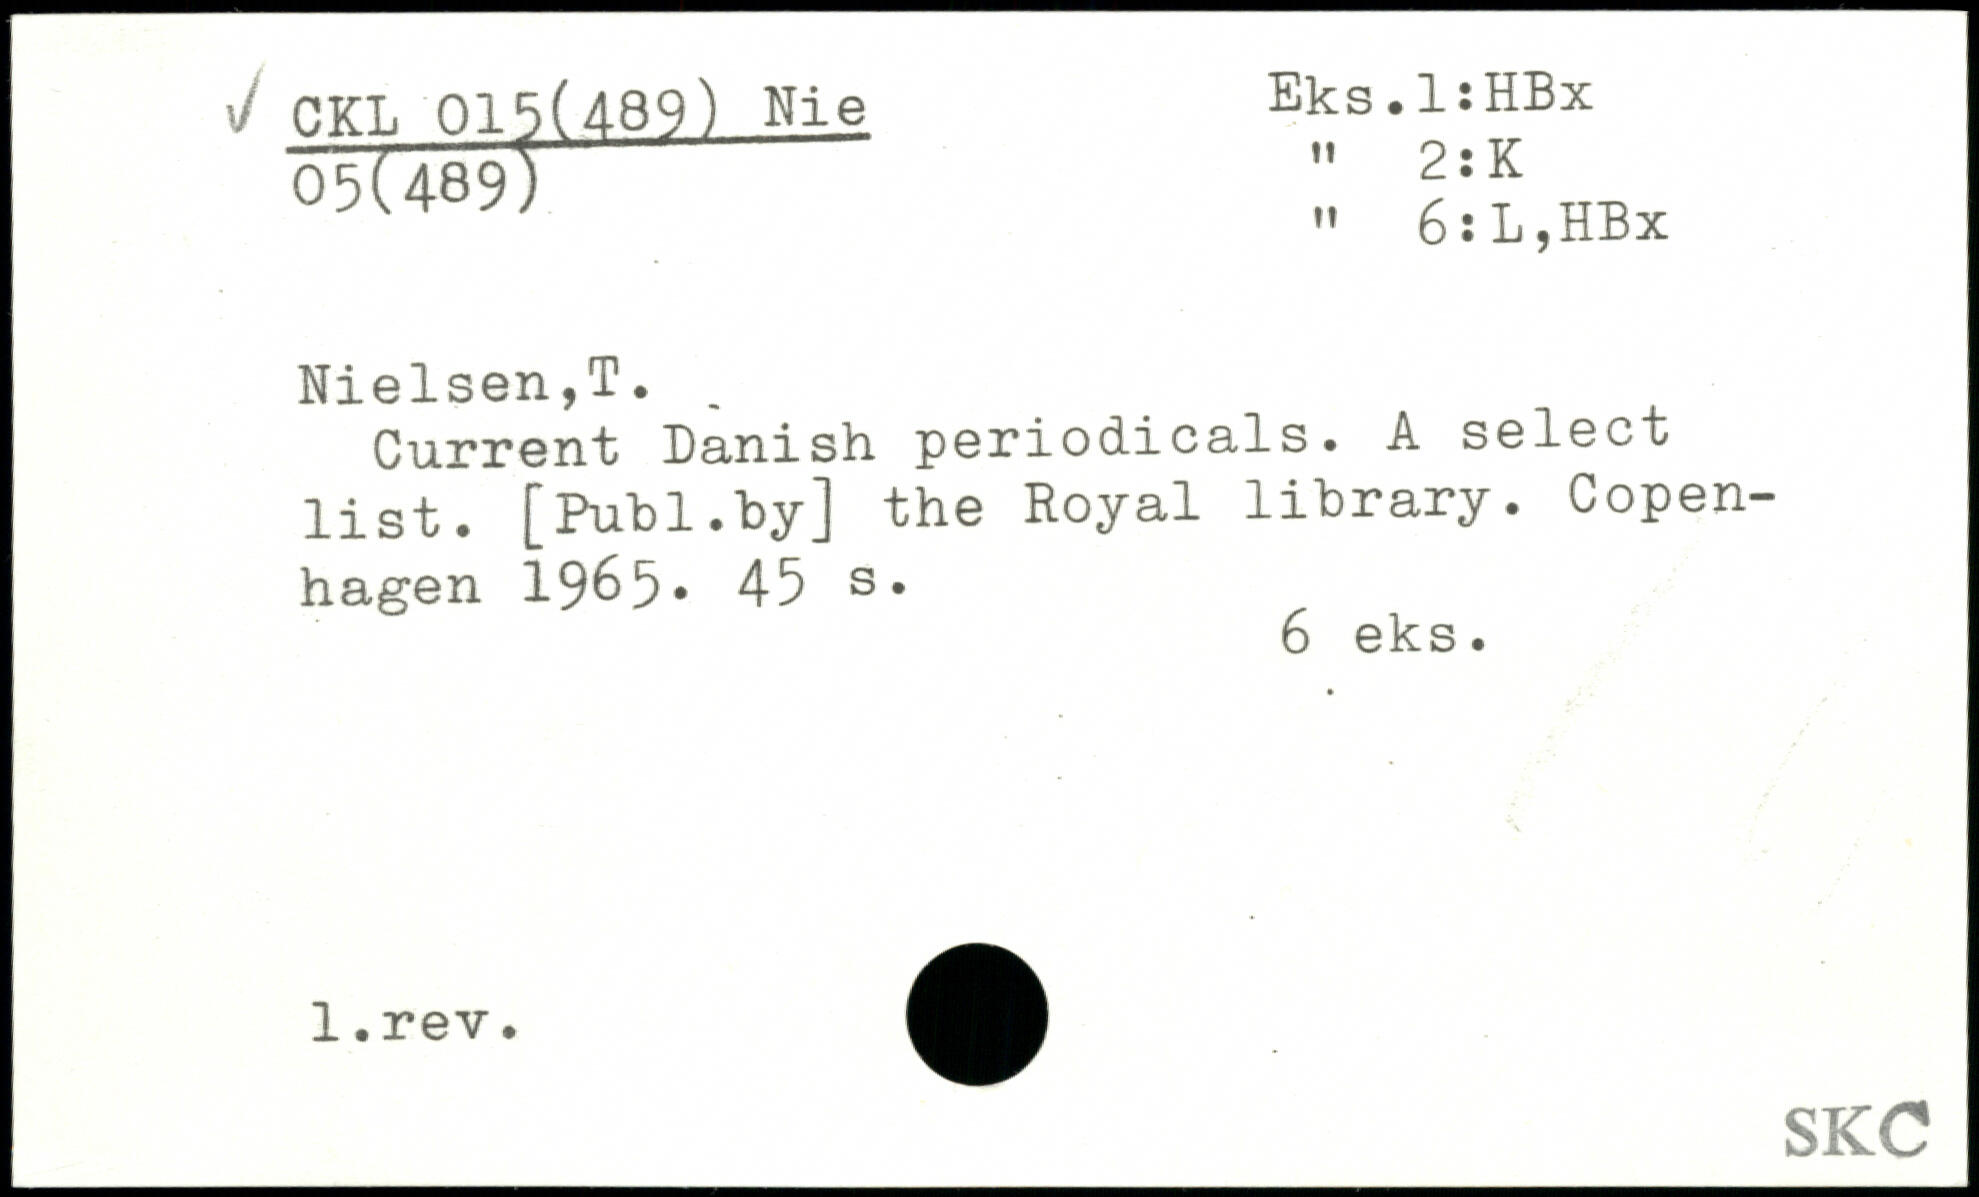 ✓ CKL 015(489) Nie
05(489)
Eks.1:HBx
" 2:K
" 6:L,HBx
Nielsen,T.
Current Danish periodicals. A select
list. [Publ.by] the Royal library. Copen-
hagen 1965. 45 s.
6 eks.
1.rev.
SKC